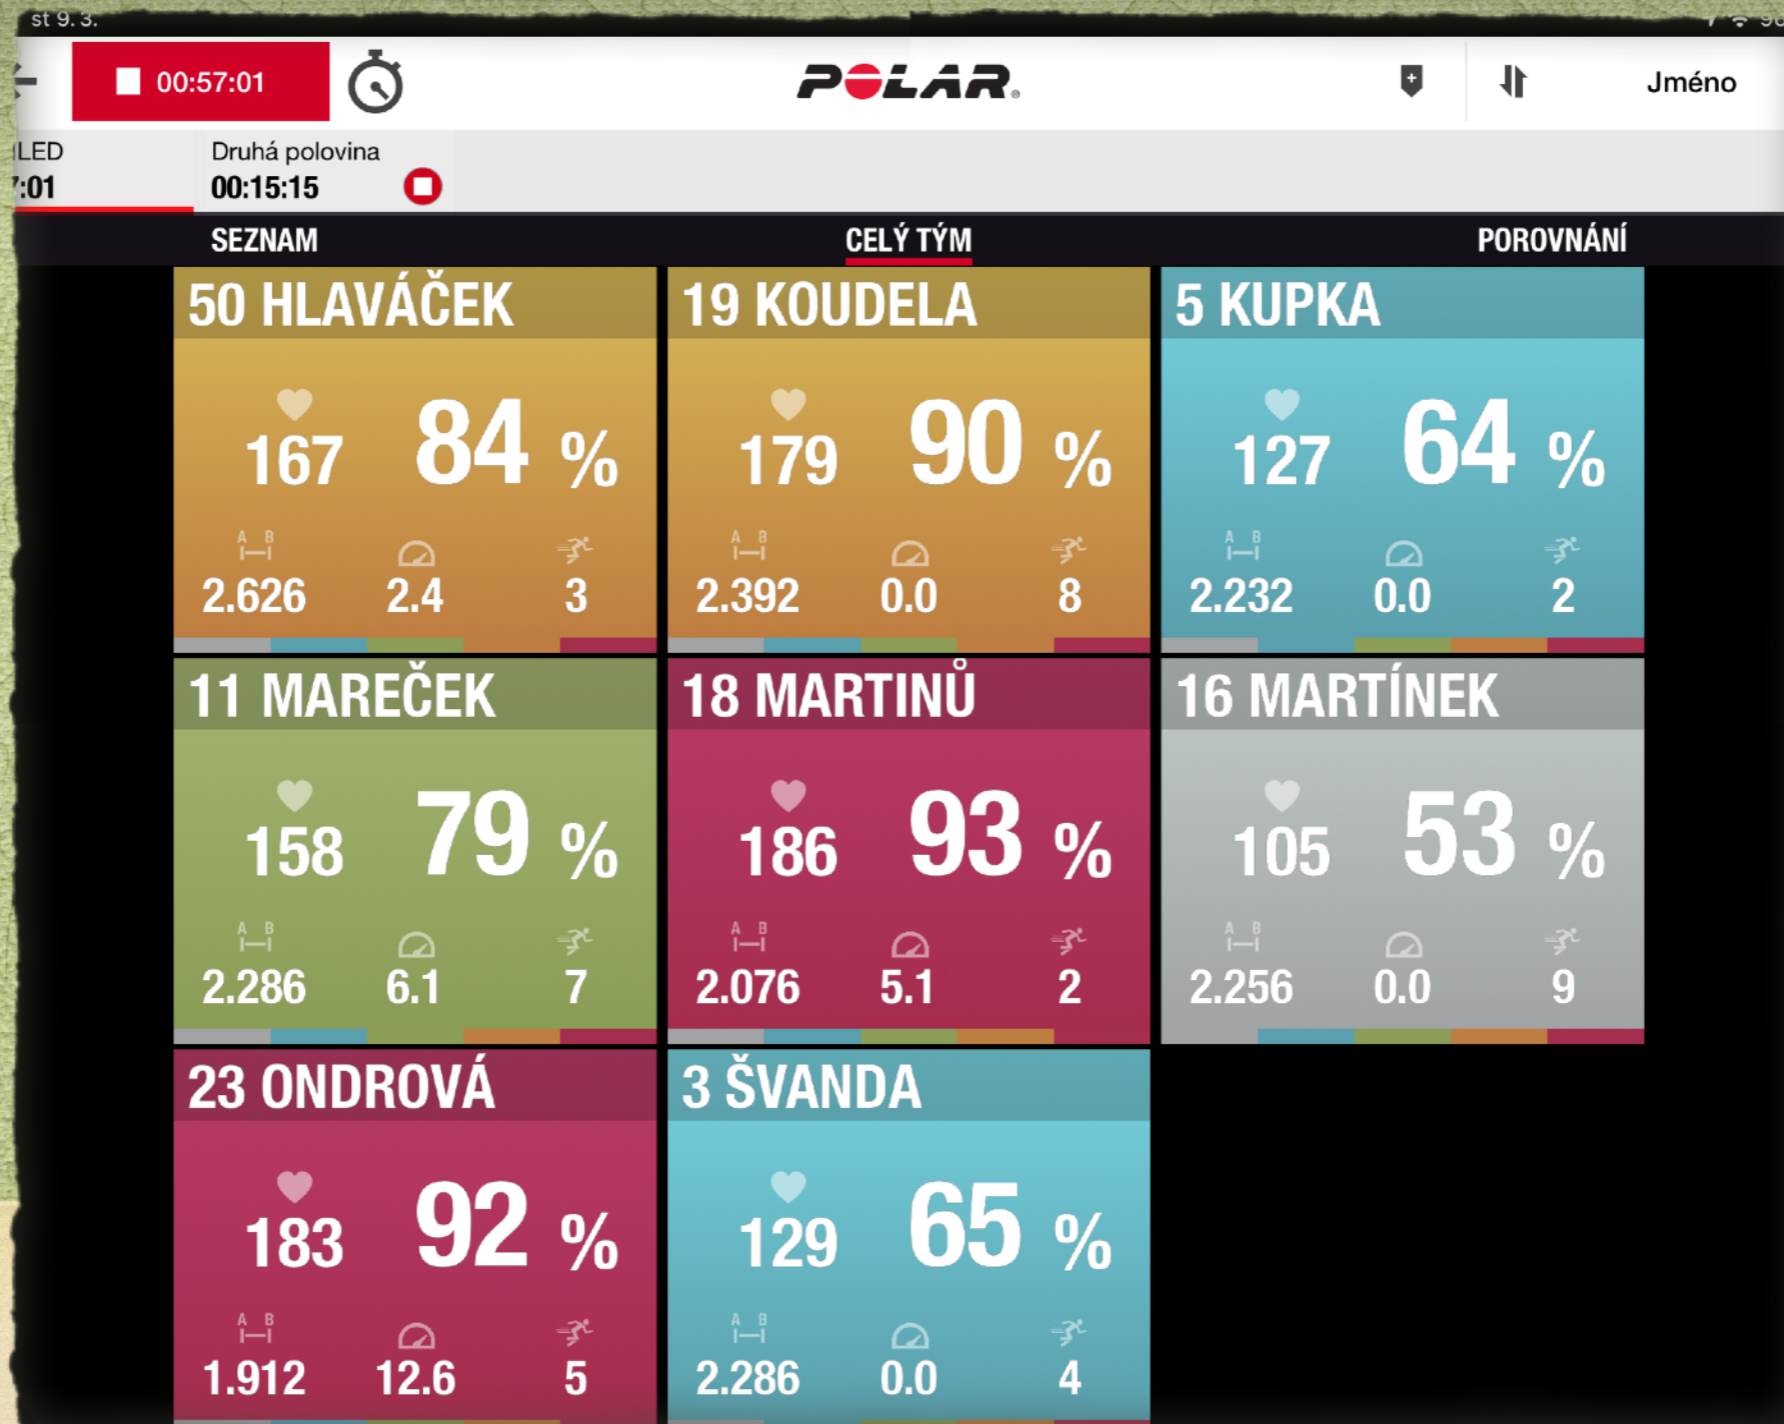 st 9. 3.
00:57:01
POLAR
Jméno
Druhá polovina
:01
00:15:15
SEZNAM
CELÝ TÝM
POROVNÁNÍ
50 HLAVÁČEK
167 84 %
A B
2.626 2.4 3
19 KOUDELA
179 90 %
A B
2.392 0.0 8
5 KUPKA
127 64 %
A B
2.232 0.0 2
11 MAREČEK
158 79 %
A B
2.286 6.1 7
18 MARTINŮ
186 93 %
A B
2.076 5.1 2
16 MARTÍNEK
105 53 %
A B
2.256 0.0 9
23 ONDROVÁ
183 92 %
A B
1.912 12.6 5
3 ŠVANDA
129 65 %
A B
2.286 0.0 4